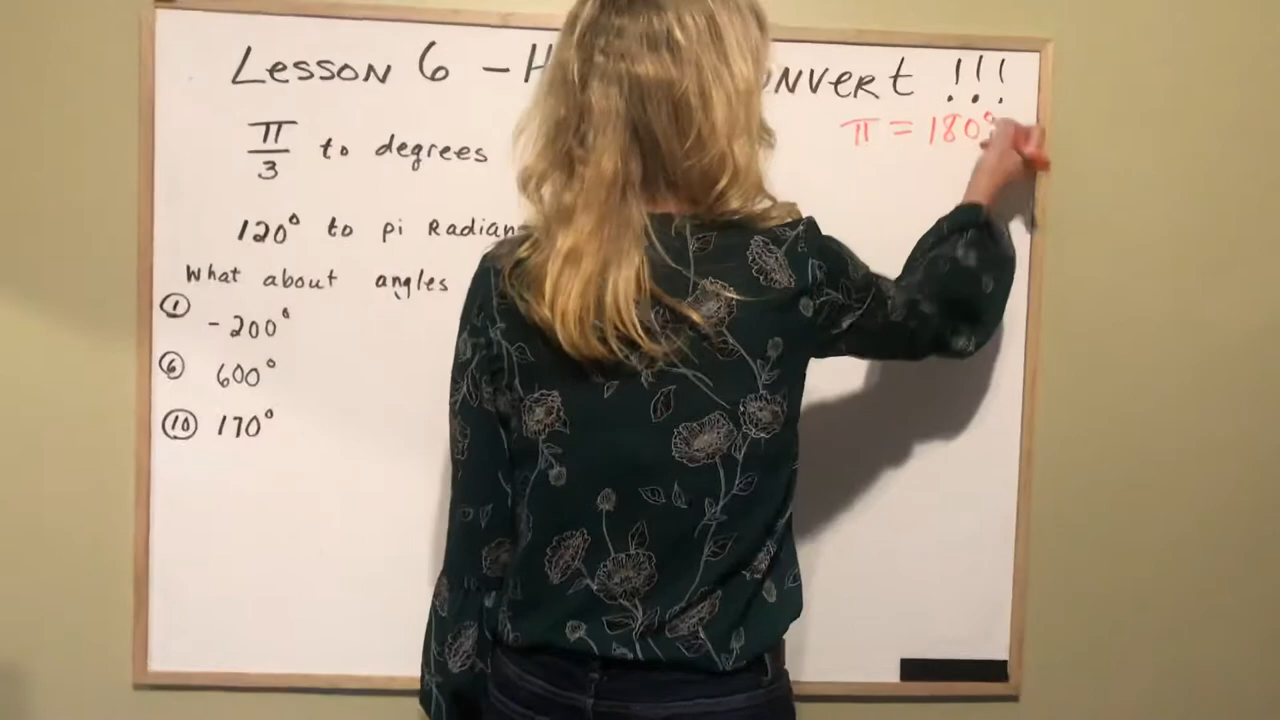 Lesson 6 - H nvert !!!
π = 180°
π/3 to degrees
120° to pi Radian
What about angles
① -200°
⑥ 600°
⑩ 170°